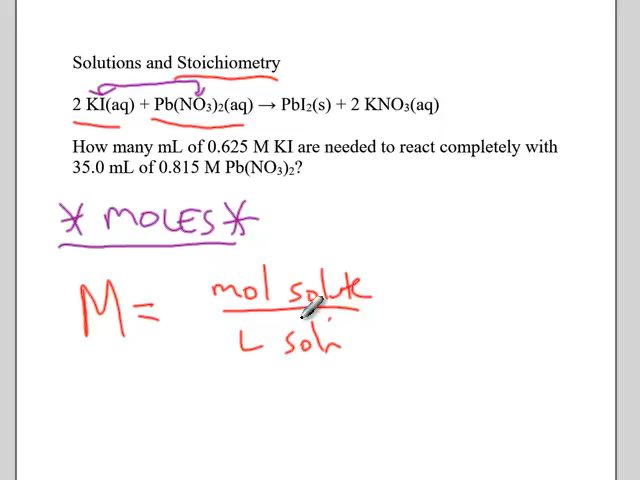 Solutions and Stoichiometry
2 KI(aq) + Pb(NO₃)₂(aq) → PbI₂(s) + 2 KNO₃(aq)
How many mL of 0.625 M KI are needed to react completely with
35.0 mL of 0.815 M Pb(NO₃)₂?
* MOLES *
M = mol solute
L soln